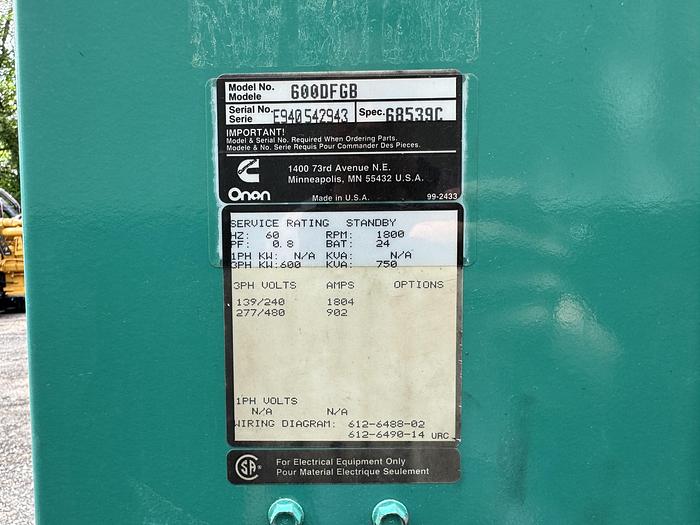 Model No.
Modele 600DFGB
Serial No. Spec. 68539C
Serie E940542943
IMPORTANT!
Model & Serial No. Required When Ordering Parts.
Modele & No. Serie Requis Pour Commander Des Pieces.
1400 73rd Avenue N.E.
Minneapolis, MN 55432 U.S.A.
Onan Made in U.S.A. 99-2433
SERVICE RATING STANDBY
HZ: 60 RPM: 1800
PF: 0.8 BAT: 24
1PH KW: N/A KVA: N/A
3PH KW:600 KVA: 750
3PH VOLTS AMPS OPTIONS
139/240 1804
277/480 902
1PH VOLTS
N/A N/A
WIRING DIAGRAM: 612-6488-02
612-6490-14 URC
CSA® For Electrical Equipment Only
Pour Material Electrique Seulement